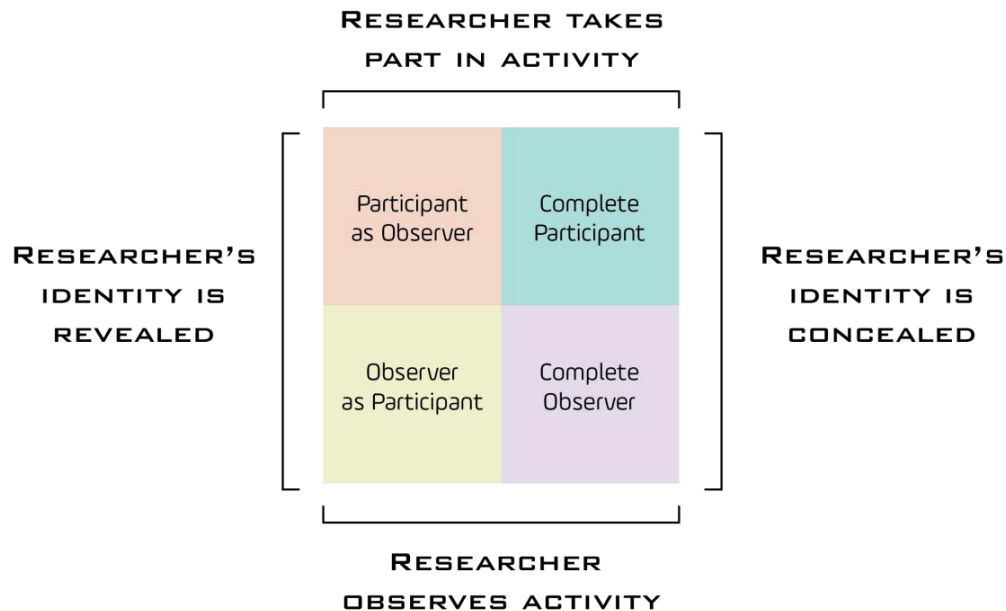 Researcher takes
part in activity
Participant
as Observer
Complete
Participant
Researcher's
identity is
revealed
Researcher's
identity is
concealed
Observer
as Participant
Complete
Observer
Researcher
observes activity